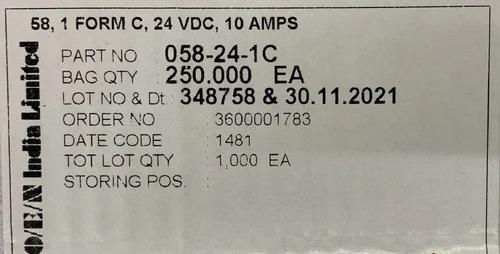 58, 1 FORM C, 24 VDC, 10 AMPS
PART NO : 058-24-1C
BAG QTY : 250.000 EA
LOT NO & Dt : 348758 & 30.11.2021
ORDER NO : 3600001783
DATE CODE : 1481
TOT LOT QTY : 1,000 EA
STORING POS. :
O/E/N India Limited